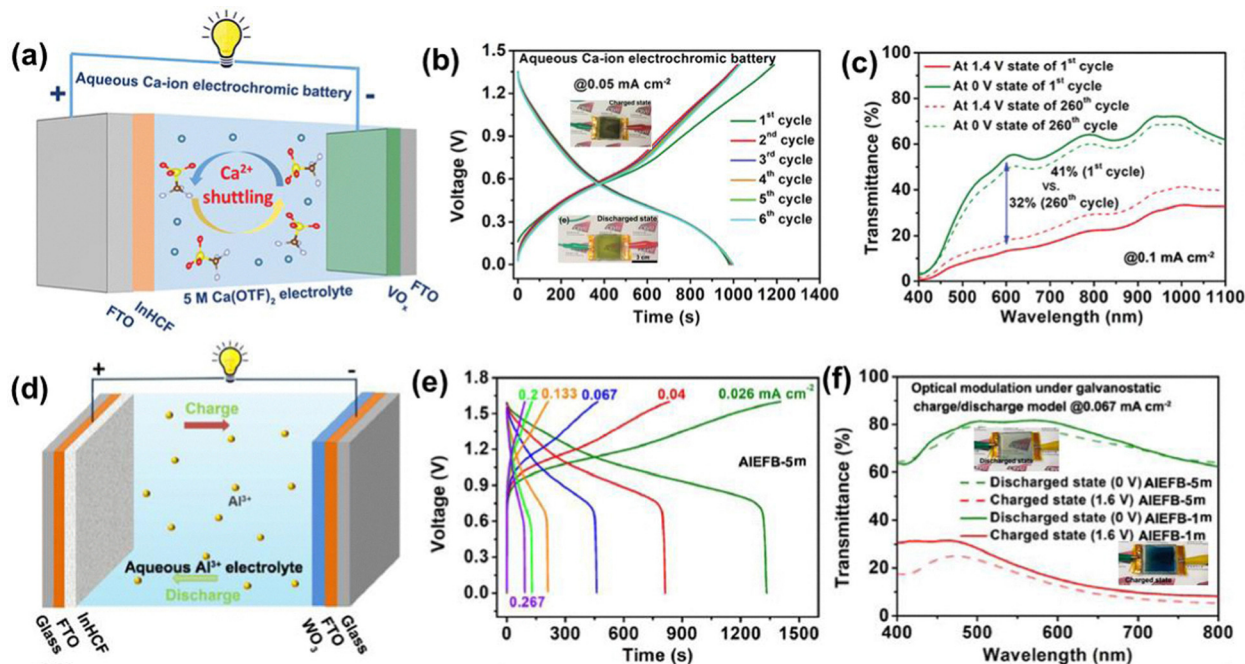 (a)
Aqueous Ca-ion electrochromic battery
+
-
Ca²⁺
shuttling
5 M Ca(OTF)₂ electrolyte
FTO
InHCF
VOₓ
FTO
(b)
Aqueous Ca-ion electrochromic battery
@0.05 mA cm⁻²
Charged state
1ˢᵗ cycle
2ⁿᵈ cycle
3ʳᵈ cycle
4ᵗʰ cycle
5ᵗʰ cycle
6ᵗʰ cycle
(e)
Discharged state
1 cm
Voltage (V)
1.5
1.2
0.9
0.6
0.3
0.0
0 200 400 600 800 1000 1200 1400
Time (s)
(c)
At 1.4 V state of 1ˢᵗ cycle
At 0 V state of 1ˢᵗ cycle
At 1.4 V state of 260ᵗʰ cycle
At 0 V state of 260ᵗʰ cycle
41% (1ˢᵗ cycle)
vs.
32% (260ᵗʰ cycle)
@0.1 mA cm⁻²
Transmittance (%)
100
80
60
40
20
0
400 500 600 700 800 900 1000 1100
Wavelength (nm)
(d)
+
-
Charge
Al³⁺
Aqueous Al³⁺ electrolyte
Discharge
Glass
FTO
InHCF
WO₃
FTO
Glass
(e)
0.2
0.133
0.067
0.04
0.026 mA cm⁻²
AIEFB-5m
0.267
Voltage (V)
1.8
1.5
1.2
0.9
0.6
0.3
0.0
0 300 600 900 1200 1500
Time (s)
(f)
Optical modulation under galvanostatic
charge/discharge model @0.067 mA cm⁻²
Discharged state
Discharged state (0 V) AIEFB-5m
Charged state (1.6 V) AIEFB-5m
Discharged state (0 V) AIEFB-1m
Charged state (1.6 V) AIEFB-1m
Charged state
Transmittance (%)
100
80
60
40
20
0
400 500 600 700 800
Wavelength (nm)